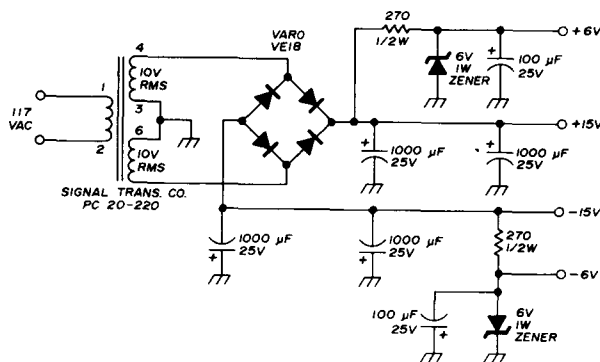 270
1/2W
+6V
4
VARO
VE18
6V
1W
ZENER
+
100 µF
25V
10V
RMS
1
117
VAC
3
6
2
10V
RMS
+15V
+
1000 µF
25V
+
1000 µF
25V
SIGNAL TRANS. CO.
PC 20-220
-15V
1000 µF
25V
+
1000 µF
25V
+
270
1/2W
-6V
100 µF
25V
+
6V
1W
ZENER